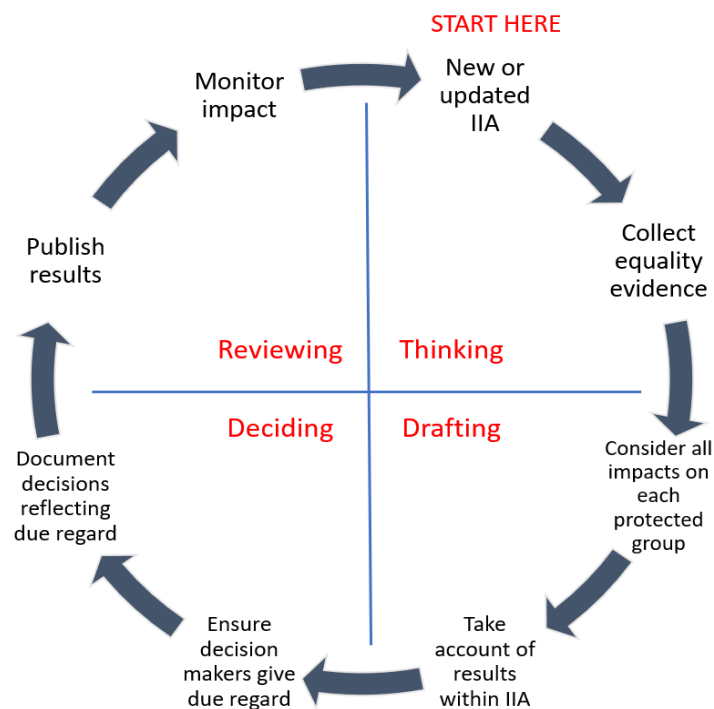 START HERE
New or
updated
IIA
Collect
equality
evidence
Consider all
impacts on
each
protected
group
Take
account of
results
within IIA
Ensure
decision
makers give
due regard
Document
decisions
reflecting
due regard
Publish
results
Monitor
impact
Reviewing
Thinking
Deciding
Drafting